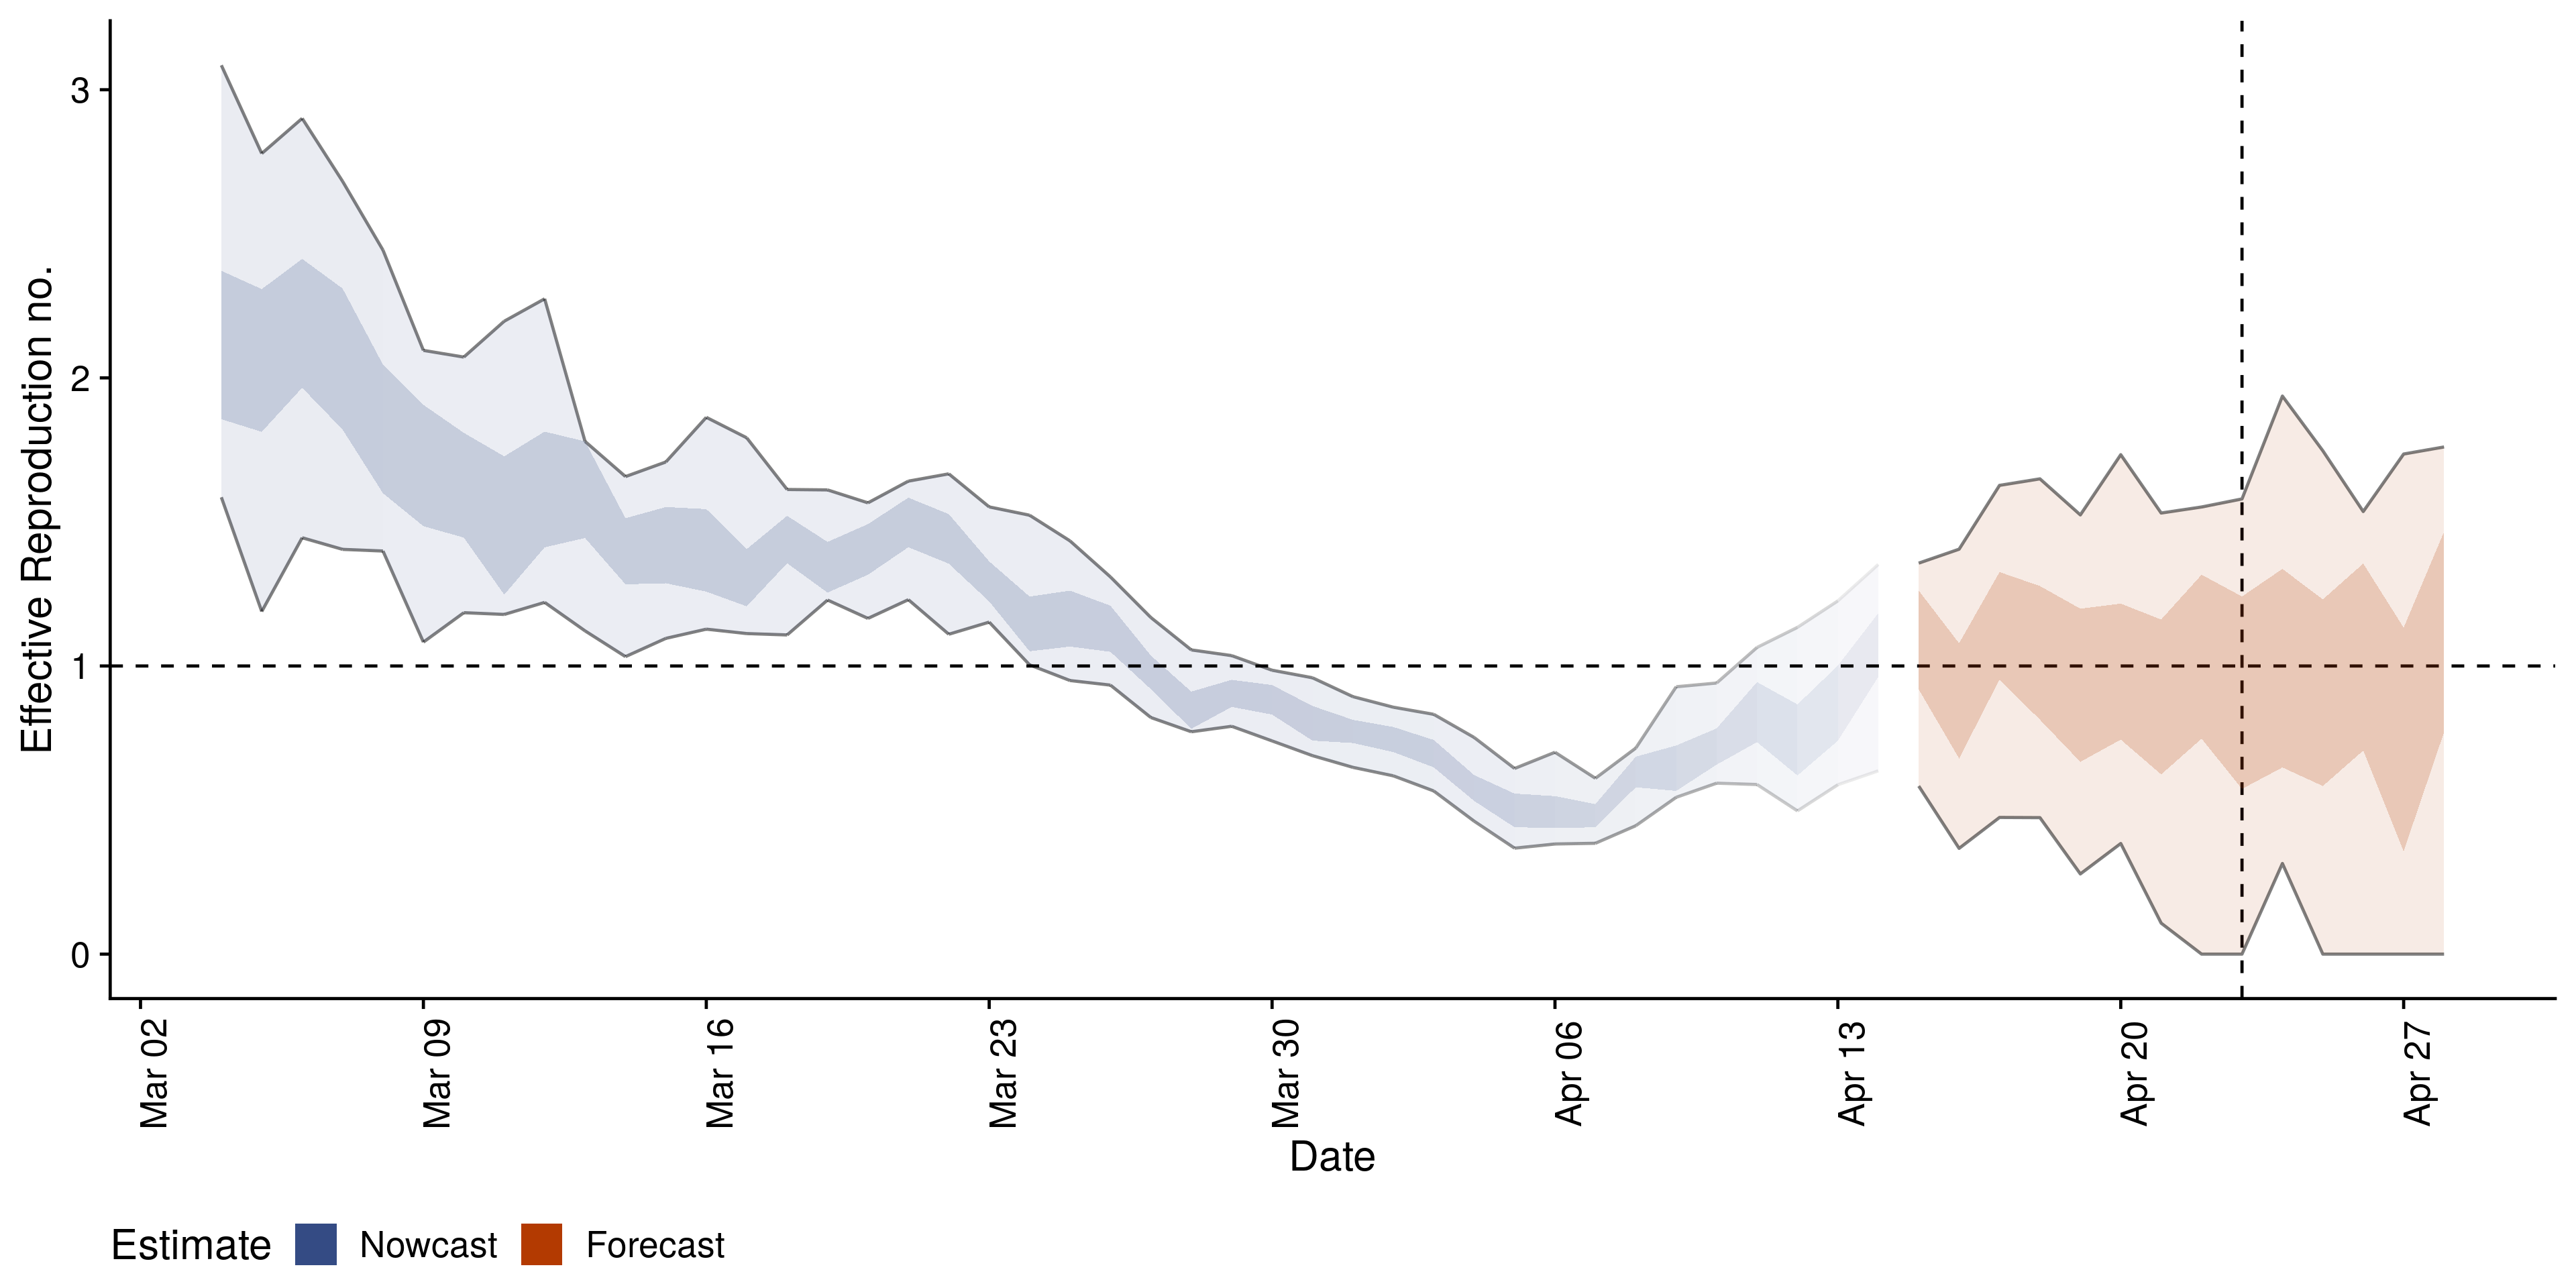 Effective Reproduction no.
3
2
1
0
Mar 02
Mar 09
Mar 16
Mar 23
Mar 30
Apr 06
Apr 13
Apr 20
Apr 27
Date
Estimate Nowcast Forecast